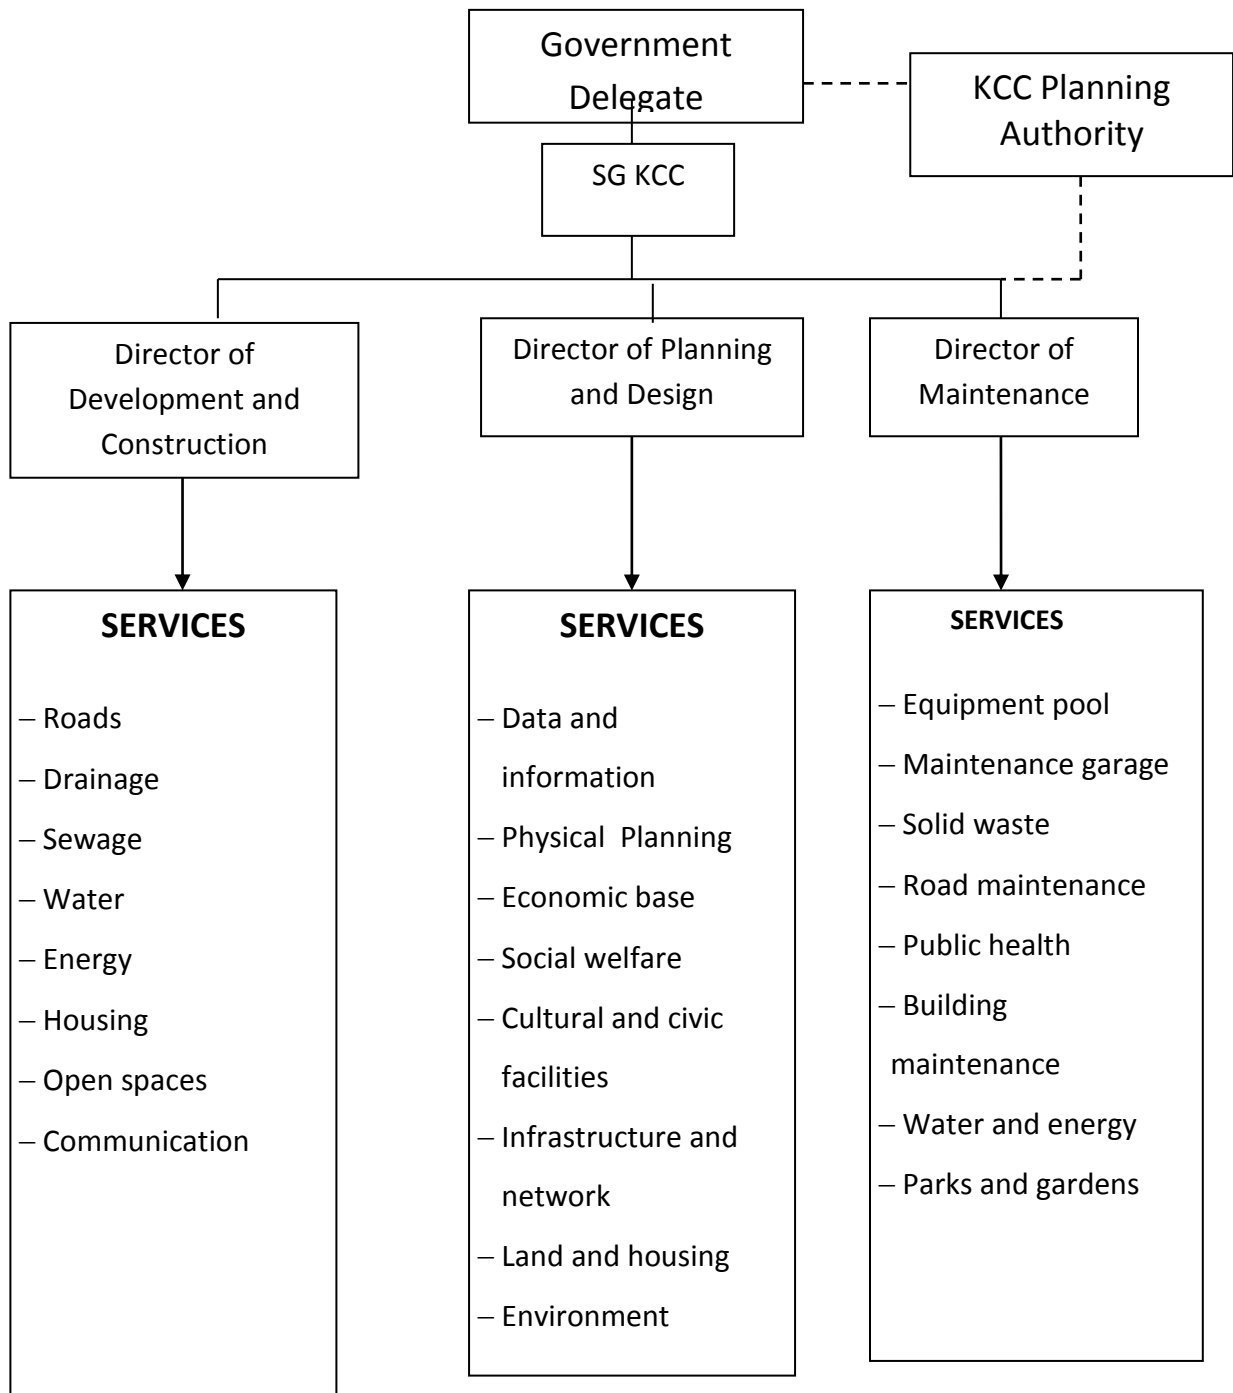 Government
Delegate
KCC Planning
Authority
SG KCC
Director of
Development and
Construction
Director of Planning
and Design
Director of
Maintenance
SERVICES
– Roads
– Drainage
– Sewage
– Water
– Energy
– Housing
– Open spaces
– Communication
SERVICES
– Data and
information
– Physical  Planning
– Economic base
– Social welfare
– Cultural and civic
facilities
– Infrastructure and
network
– Land and housing
– Environment
SERVICES
– Equipment pool
– Maintenance garage
– Solid waste
– Road maintenance
– Public health
– Building
maintenance
– Water and energy
– Parks and gardens